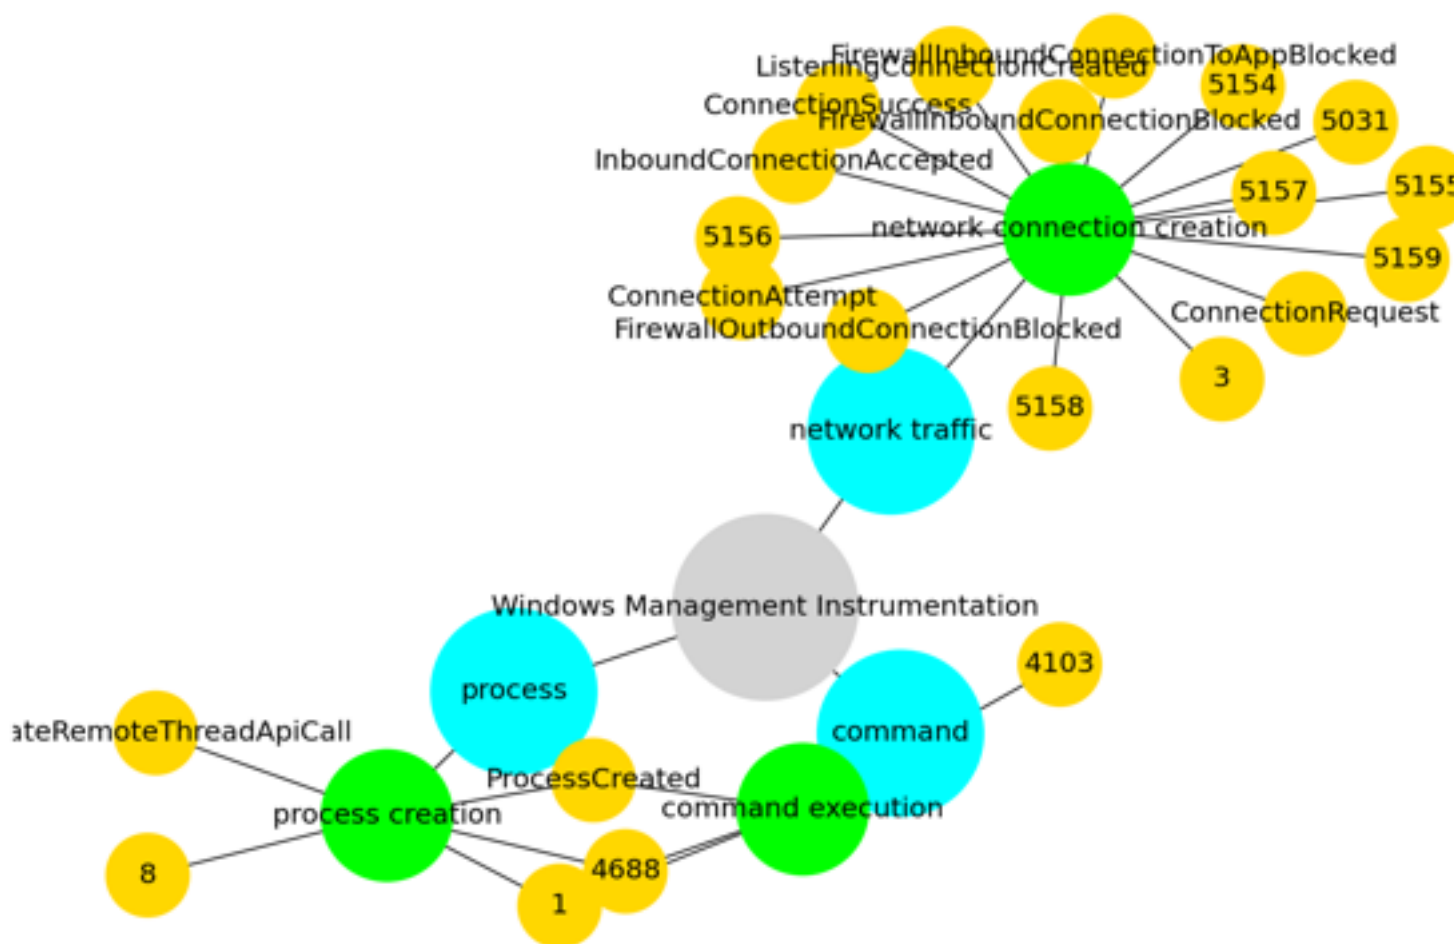 FirewallInboundConnectionToAppBlocked
ListeningConnectionCreated
5154
ConnectionSuccess
FirewallInboundConnectionBlocked
5031
InboundConnectionAccepted
5157
5155
network connection creation
5156
5159
ConnectionAttempt
ConnectionRequest
FirewallOutboundConnectionBlocked
3
5158
network traffic
Windows Management Instrumentation
4103
process
command
ateRemoteThreadApiCall
ProcessCreated
command execution
process creation
4688
8
1